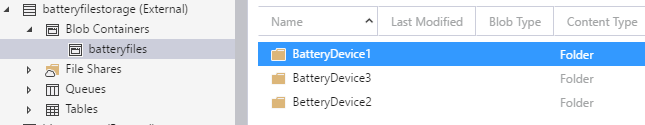 batteryfilestorage (External)
Blob Containers
batteryfiles
File Shares
Queues
Tables
Name Last Modified Blob Type Content Type
BatteryDevice1 Folder
BatteryDevice3 Folder
BetteryDevice2 Folder